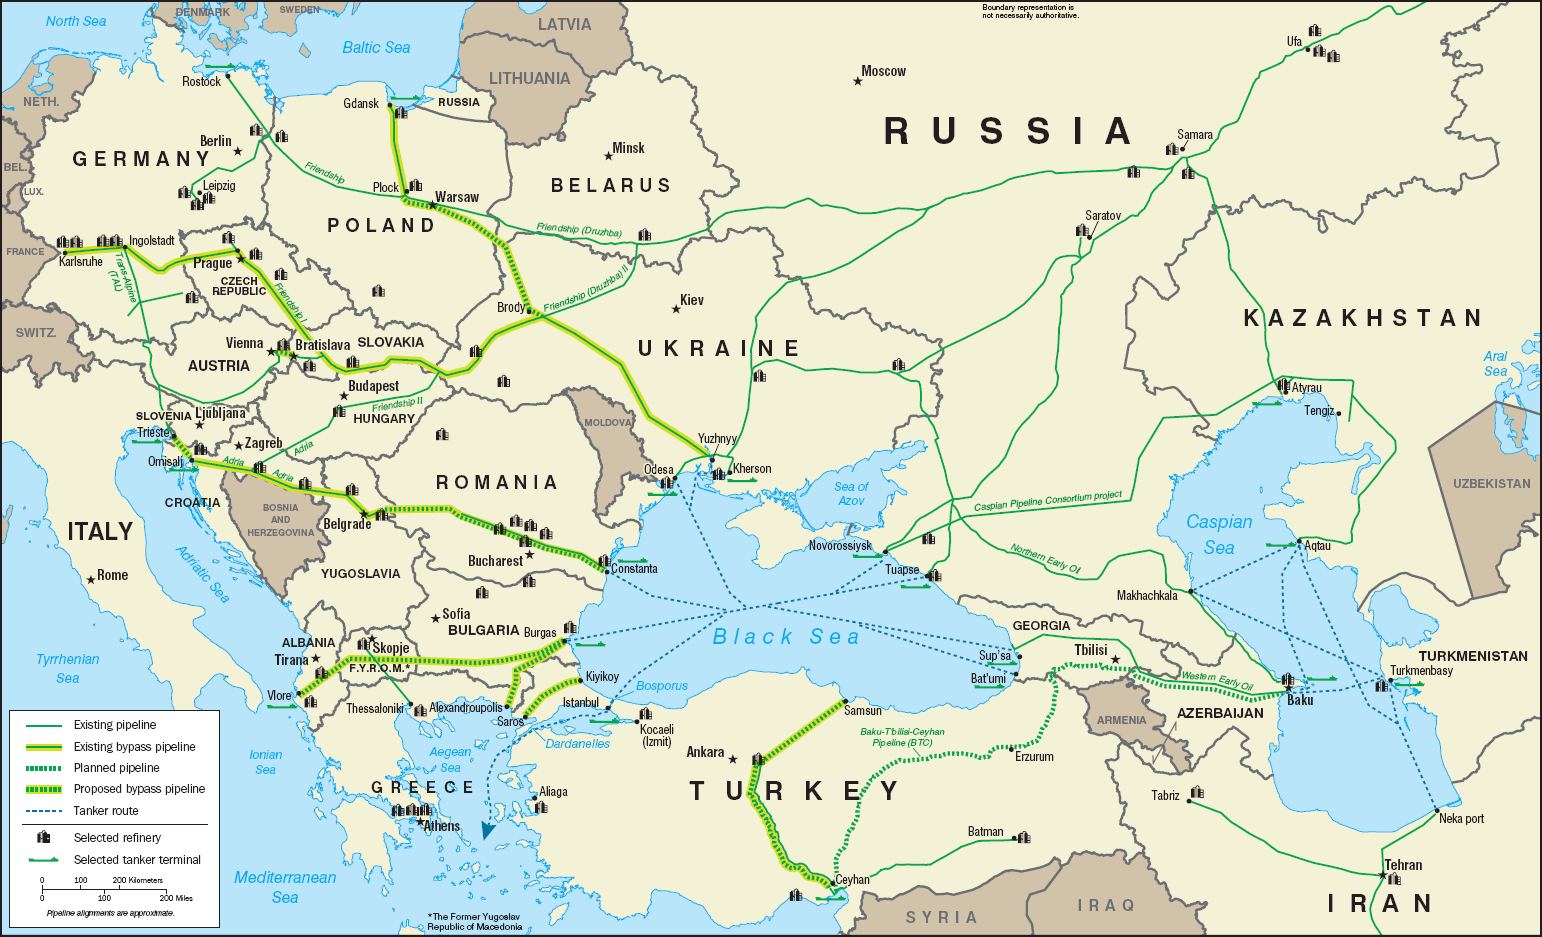 Boundary representation is
not necessarily authoritative.
North Sea
DENMARK
SWEDEN
Baltic Sea
LATVIA
LITHUANIA
RUSSIA
Moscow
Ufa
Rostock
Gdansk
NETH.
Berlin
GERMANY
BEL.
LUX.
Leipzig
Friendship
Plock
Warsaw
POLAND
Minsk
BELARUS
RUSSIA
Samara
Saratov
Friendship (Druzhba)
FRANCE
Karlsruhe
Ingolstadt
Trans-Alpine
(TAL)
Prague
CZECH
REPUBLIC
Friendship I
Brody
Friendship (Druzhba) II
Kiev
UKRAINE
KAZAKHSTAN
SWITZ.
Vienna
Bratislava
SLOVAKIA
AUSTRIA
Budapest
Friendship II
HUNGARY
Aral
Sea
Atyrau
Tengiz
SLOVENIA
Ljubljana
Trieste
Zagreb
Omisalj
Adria
Adria
Adria
MOLDOVA
Yuzhnyy
Odesa
Kherson
ROMANIA
CROATIA
BOSNIA
AND
HERZEGOVINA
Belgrade
Sea of
Azov
Caspian Pipeline Consortium project
UZBEKISTAN
ITALY
Rome
Adriatic Sea
Bucharest
Constanta
YUGOSLAVIA
Novorossiysk
Tuapse
Northern Early Oil
Caspian
Sea
Aqtau
Makhachkala
Sofia
BULGARIA
Burgas
Black Sea
ALBANIA
Tirana
Skopje
F.Y.R.O.M.*
GEORGIA
Tbilisi
Sup'sa
Bat'umi
Western Early Oil
Baku
TURKMENISTAN
Turkmenbasy
Tyrrhenian
Sea
Vlore
Thessaloniki
Alexandroupolis
Saros
Kiyikoy
Istanbul
Bosporus
Kocaeli
(Izmit)
Dardanelles
Samsun
Baku-T'bilisi-Ceyhan
Pipeline (BTC)
ARMENIA
AZERBAIJAN
Ionian
Sea
Aegean
Sea
GREECE
Athens
Aliaga
Ankara
TURKEY
Erzurum
Tabriz
Batman
Neka port
Ceyhan
Tehran
Mediterranean
Sea
SYRIA
IRAQ
IRAN
Existing pipeline
Existing bypass pipeline
Planned pipeline
Proposed bypass pipeline
Tanker route
Selected refinery
Selected tanker terminal
0 100 200 Kilometers
0 100 200 Miles
Pipeline alignments are approximate.
*The Former Yugoslav
Republic of Macedonia